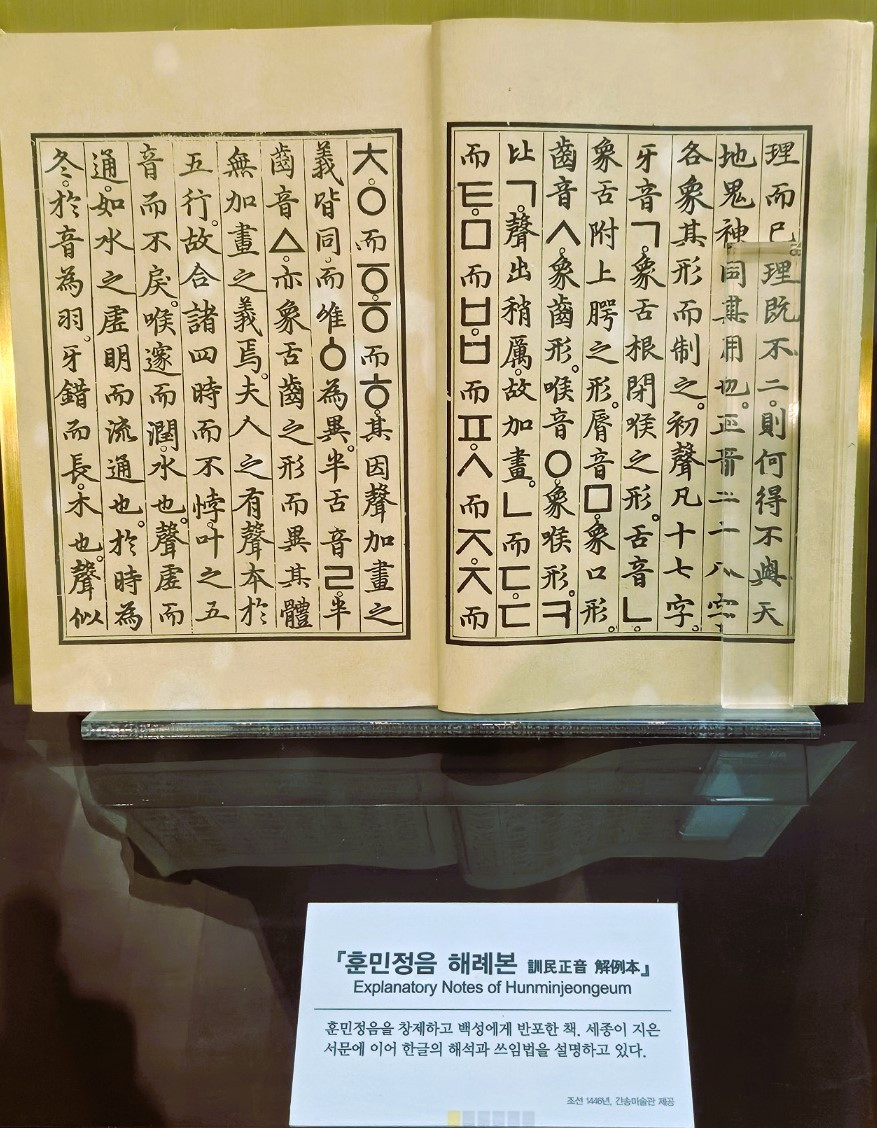 理而已理既不二。則何得不與天
地鬼神同其用也。正音二十八字。
各象其形而制之。初聲凡十七字。
牙音ㄱ。象舌根閉喉之形。舌音ㄴ。
象舌附上腭之形。脣音ㅁ。象口形。
齒音ㅅ。象齒形。喉音ㅇ。象喉形。ㅋ
比ㄱ。聲出稍厲。故加畫。ㄴ而ㄷ。ㄷ
而ㅌ。ㅁ而ㅂ。ㅂ而ㅍ。ㅅ而ㅈ。ㅈ而
ㅊ。ㅇ而ㆆ。ㆆ而ㅎ。其因聲加畫之
義皆同。而唯ㆁ為異。半舌音ㄹ。半
齒音ㅿ。亦象舌齒之形而異其體。
無加畫之義焉。夫人之有聲本於
五行。故合諸四時而不悖。叶之五
音而不戾。喉邃而潤。水也。聲虛而
通。如水之虛明而流通也。於時為
冬。於音為羽。牙錯而長。木也。聲似
『훈민정음 해례본 訓民正音 解例本』
Explanatory Notes of Hunminjeongeum
훈민정음을 창제하고 백성에게 반포한 책. 세종이 지은
서문에 이어 한글의 해석과 쓰임법을 설명하고 있다.
조선 1446년, 간송미술관 제공